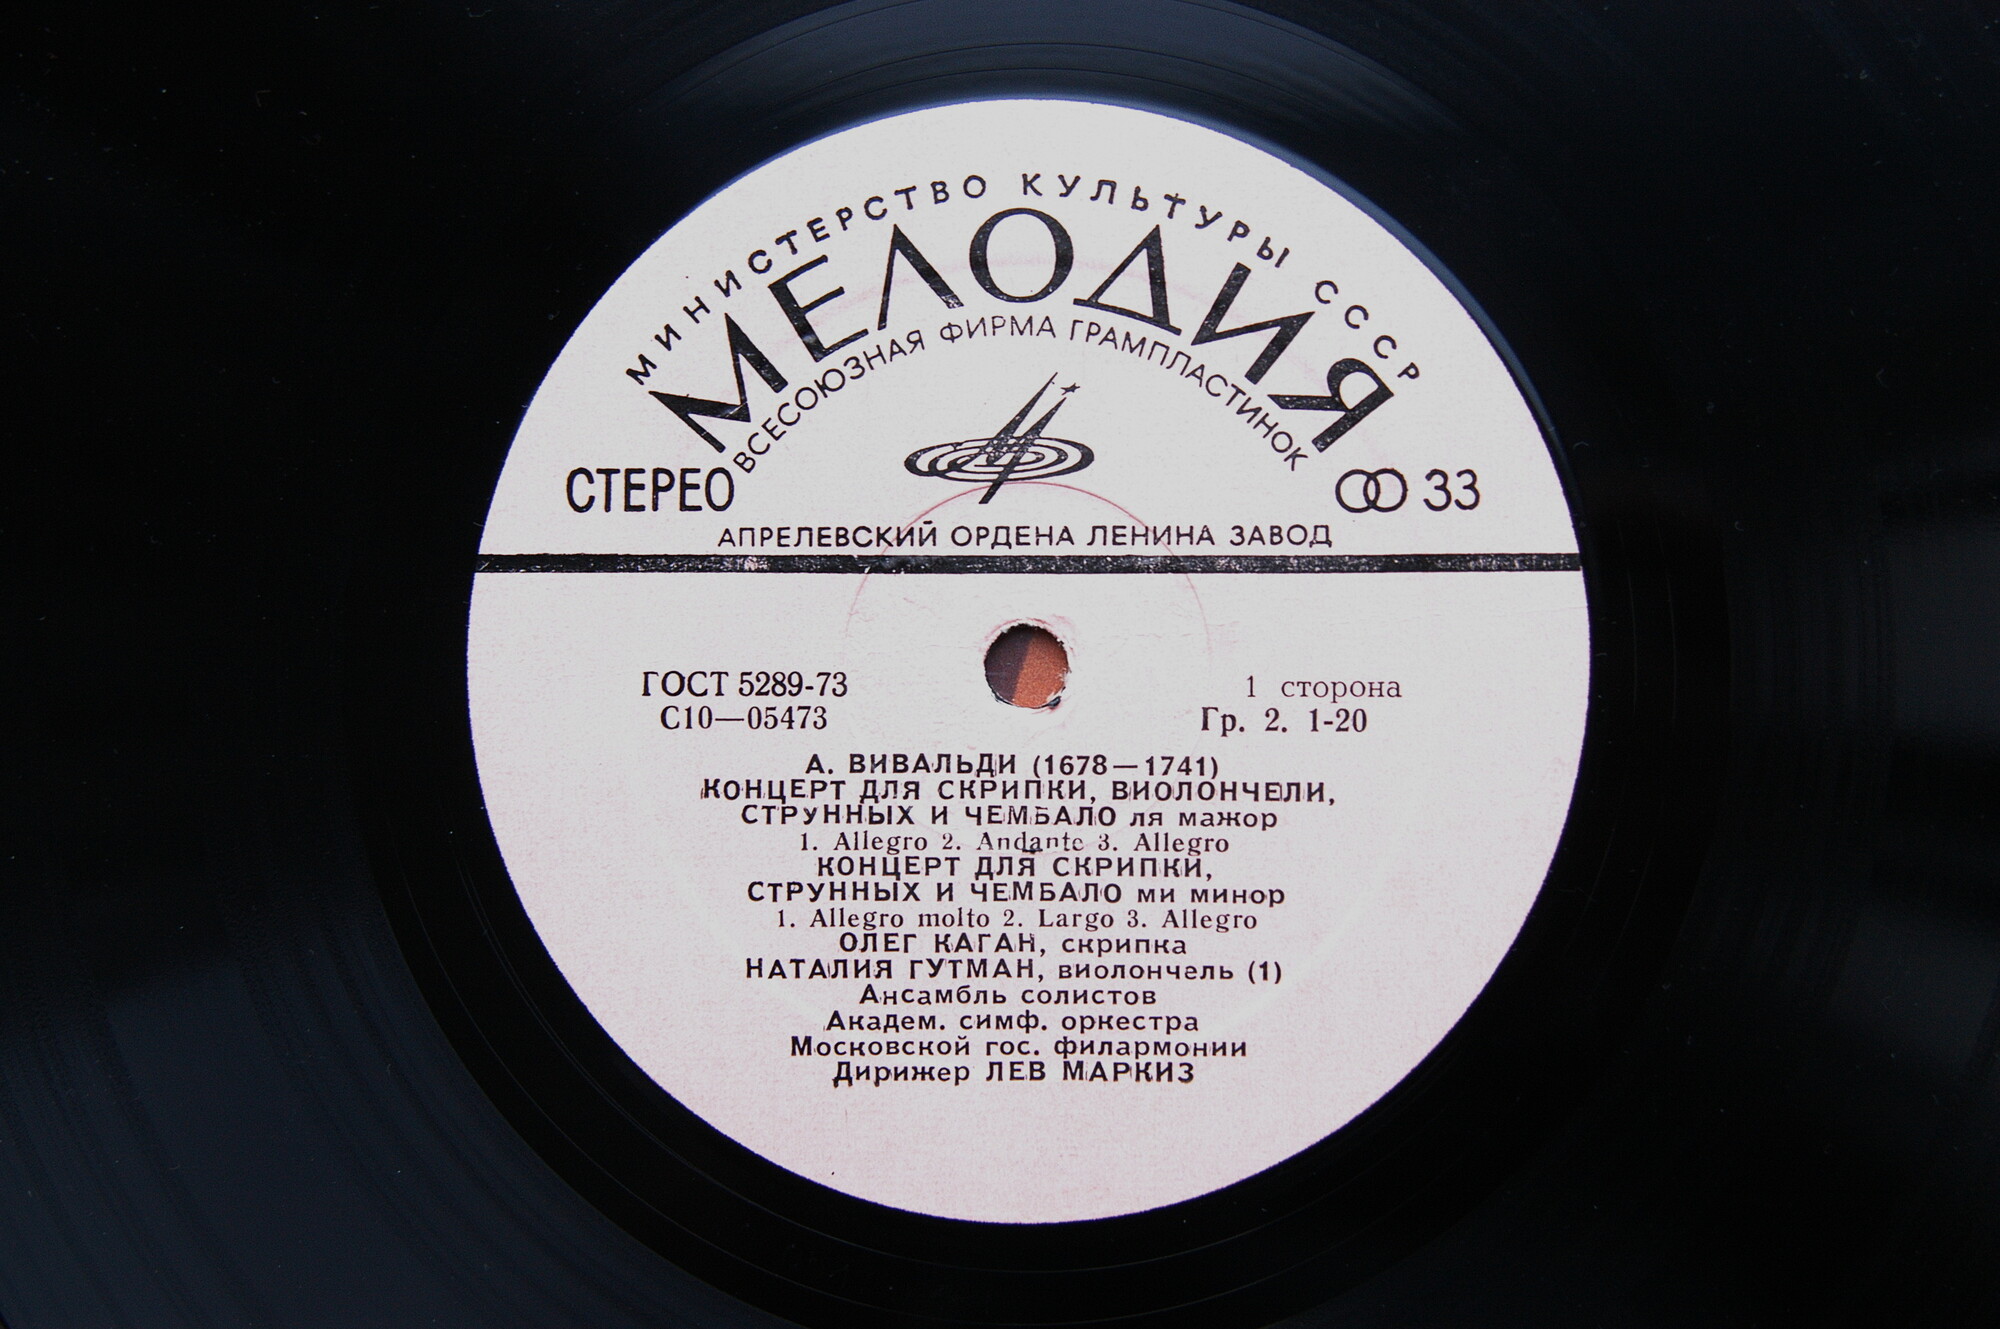 МИНИСТЕРСТВО КУЛЬТУРЫ СССР
МЕЛОДИЯ
ВСЕСОЮЗНАЯ ФИРМА ГРАМПЛАСТИНОК
СТЕРЕО
33
АПРЕЛЕВСКИЙ ОРДЕНА ЛЕНИНА ЗАВОД
ГОСТ 5289-73
1 сторона
С10—05473
Гр. 2. 1-20
А. ВИВАЛЬДИ (1678—1741)
КОНЦЕРТ ДЛЯ СКРИПКИ, ВИОЛОНЧЕЛИ,
СТРУННЫХ И ЧЕМБАЛО ля мажор
1. Allegro 2. Andante 3. Allegro
КОНЦЕРТ ДЛЯ СКРИПКИ,
СТРУННЫХ И ЧЕМБАЛО ми минор
1. Allegro molto 2. Largo 3. Allegro
ОЛЕГ КАГАН, скрипка
НАТАЛИЯ ГУТМАН, виолончель (1)
Ансамбль солистов
Академ. симф. оркестра
Московской гос. филармонии
Дирижер ЛЕВ МАРКИЗ